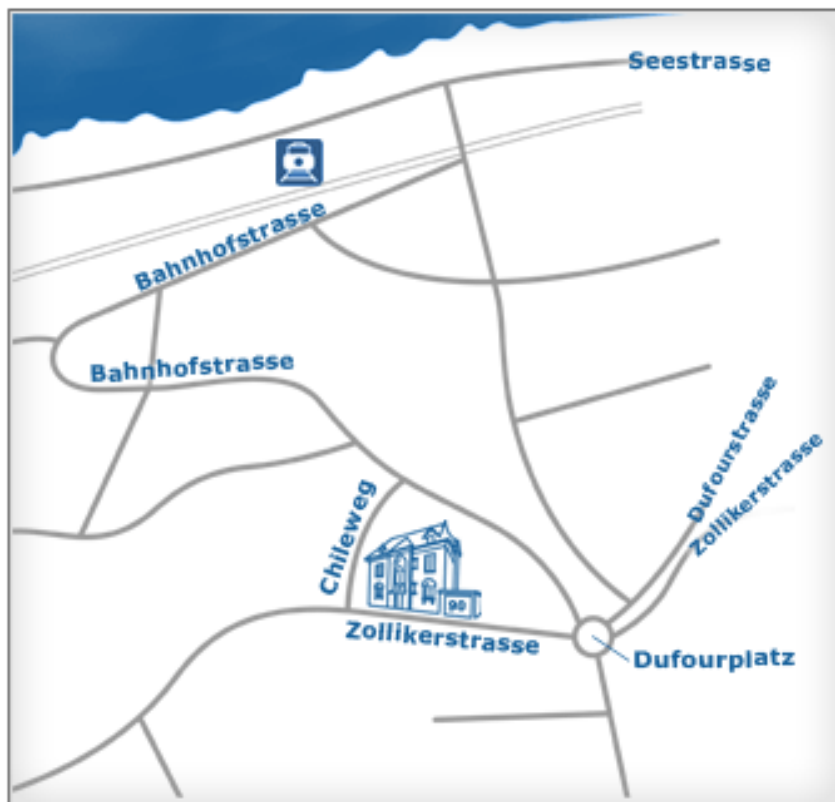 Seestrasse
Bahnhofstrasse
Bahnhofstrasse
Dufourstrasse
Zollikerstrasse
Chileweg
90
Zollikerstrasse
Dufourplatz